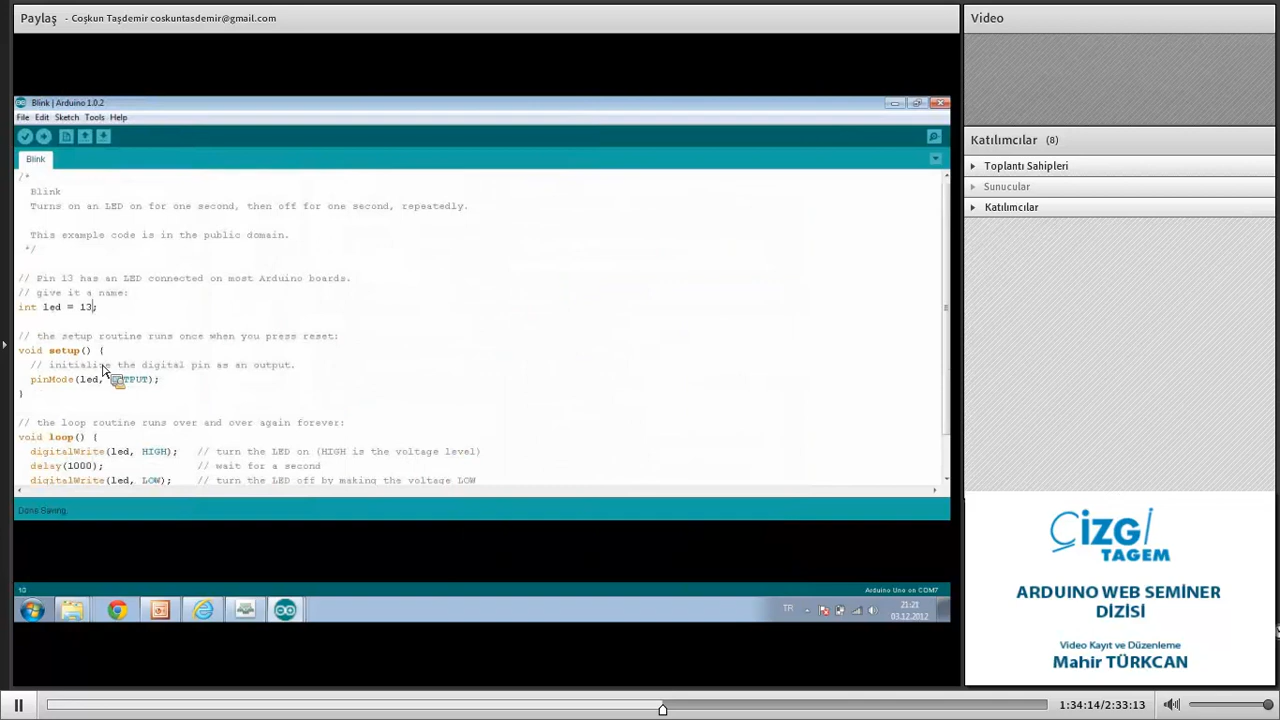 Paylaş - Coşkun Taşdemir coskuntasdemir@gmail.com
Video
Blink | Arduino 1.0.2
File Edit Sketch Tools Help
Blink
/*
Blink
Turns on an LED on for one second, then off for one second, repeatedly.
This example code is in the public domain.
*/
// Pin 13 has an LED connected on most Arduino boards.
// give it a name:
int led = 13;
// the setup routine runs once when you press reset:
void setup() {
// initialize the digital pin as an output.
pinMode(led, OUTPUT);
}
// the loop routine runs over and over again forever:
void loop() {
digitalWrite(led, HIGH); // turn the LED on (HIGH is the voltage level)
delay(1000); // wait for a second
digitalWrite(led, LOW); // turn the LED off by making the voltage LOW
Done Saving.
10
Arduino Uno on COM7
TR
21:21
03.12.2012
Katılımcılar (8)
Toplantı Sahipleri
Sunucular
Katılımcılar
ÇİZGİ
TAGEM
ARDUINO WEB SEMİNER
DİZİSİ
Video Kayıt ve Düzenleme
Mahir TÜRKCAN
1:34:14/2:33:13